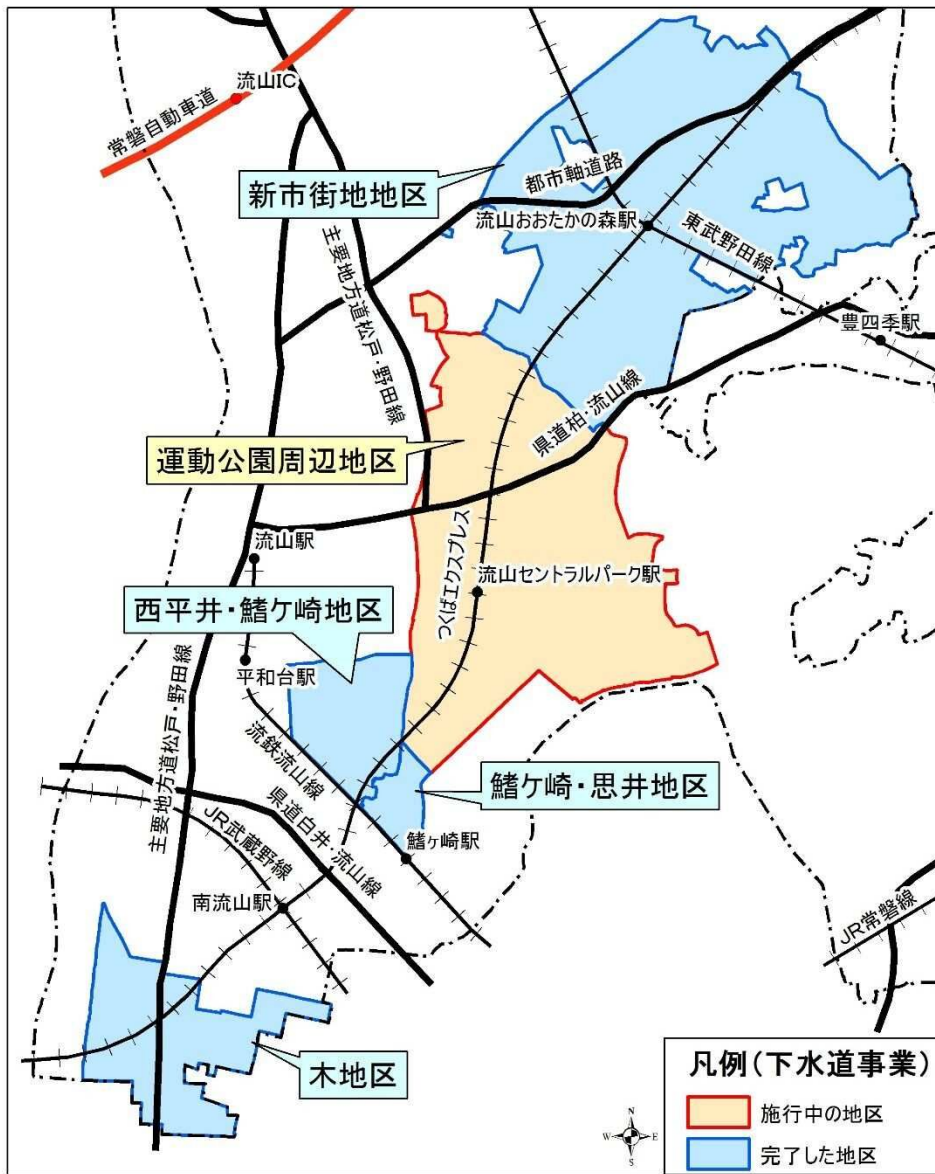 流山IC
常磐自動車道
新市街地地区
都市軸道路
流山おおたかの森駅
東武野田線
主要地方道松戸・野田線
豊四季駅
県道柏・流山線
運動公園周辺地区
流山駅
つくばエクスプレス
流山セントラルパーク駅
西平井・鰭ケ崎地区
平和台駅
主要地方道松戸・野田線
流鉄流山線
鰭ケ崎・思井地区
県道白井・流山線
JR武蔵野線
鰭ヶ崎駅
南流山駅
JR常磐線
木地区
凡例(下水道事業)
施行中の地区
完了した地区
N
W
E
S